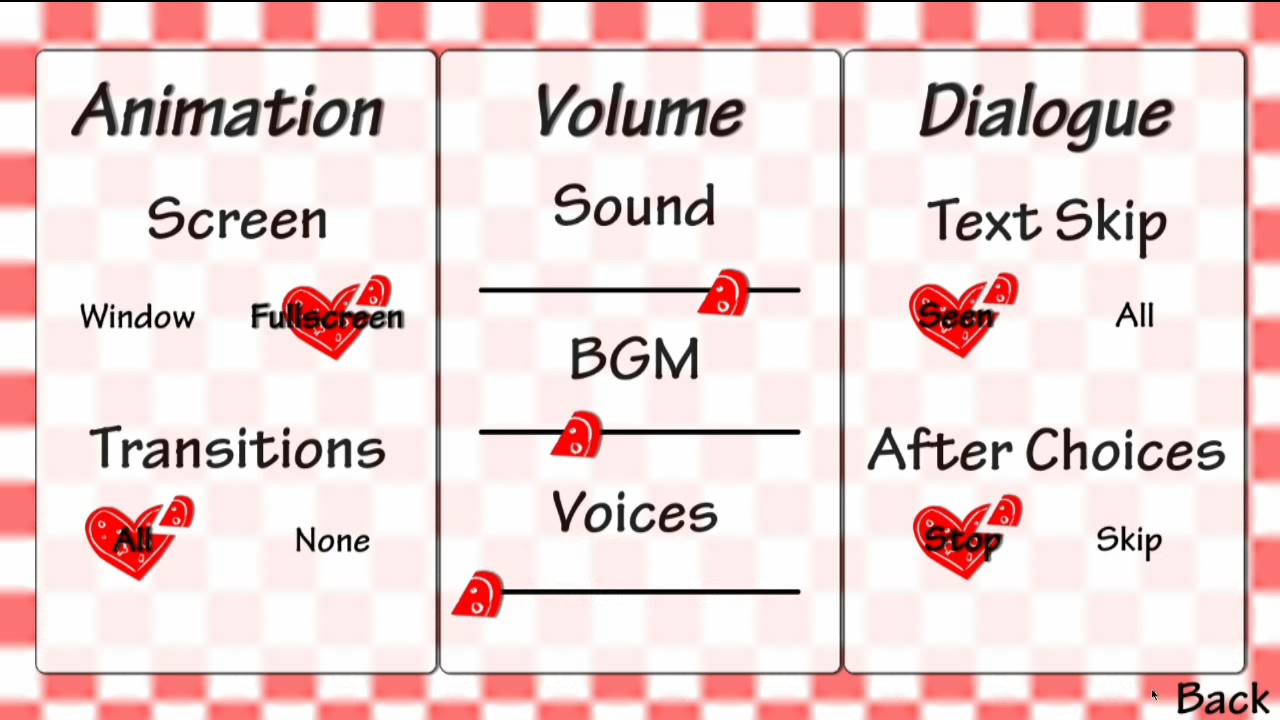 Animation
Screen
Window Fullscreen
Transitions
All None
Volume
Sound
BGM
Voices
Dialogue
Text Skip
Seen All
After Choices
Stop Skip
Back